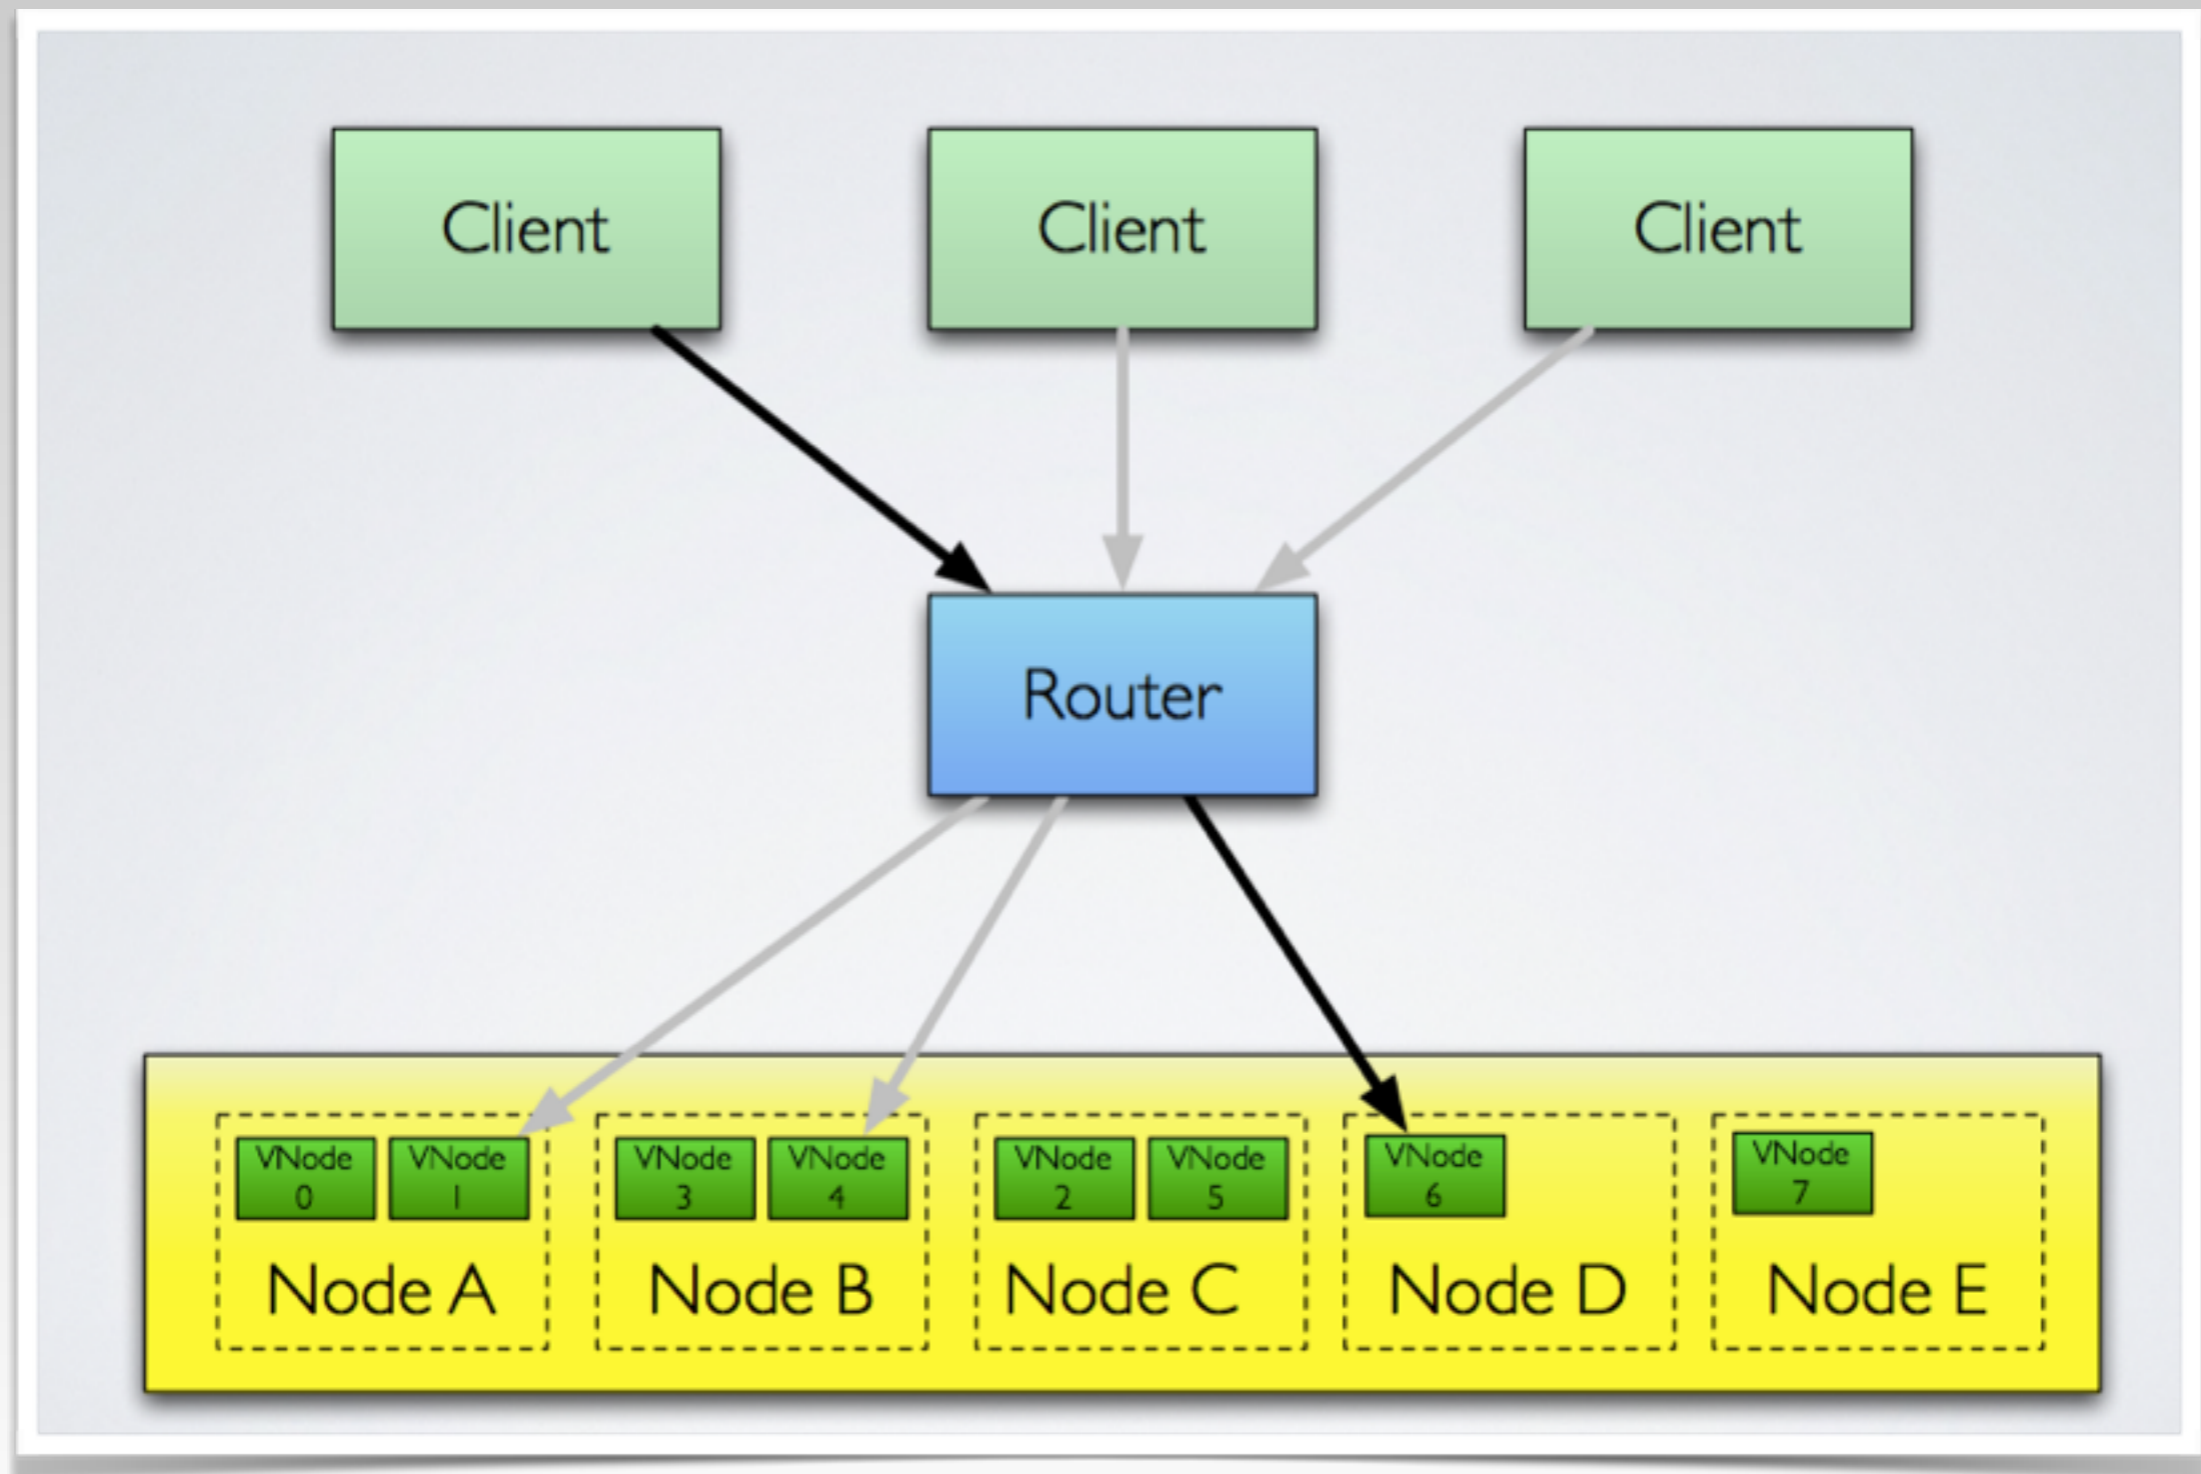 Client
Client
Client
Router
VNode
0
VNode
1
VNode
3
VNode
4
VNode
2
VNode
5
VNode
6
VNode
7
Node A
Node B
Node C
Node D
Node E